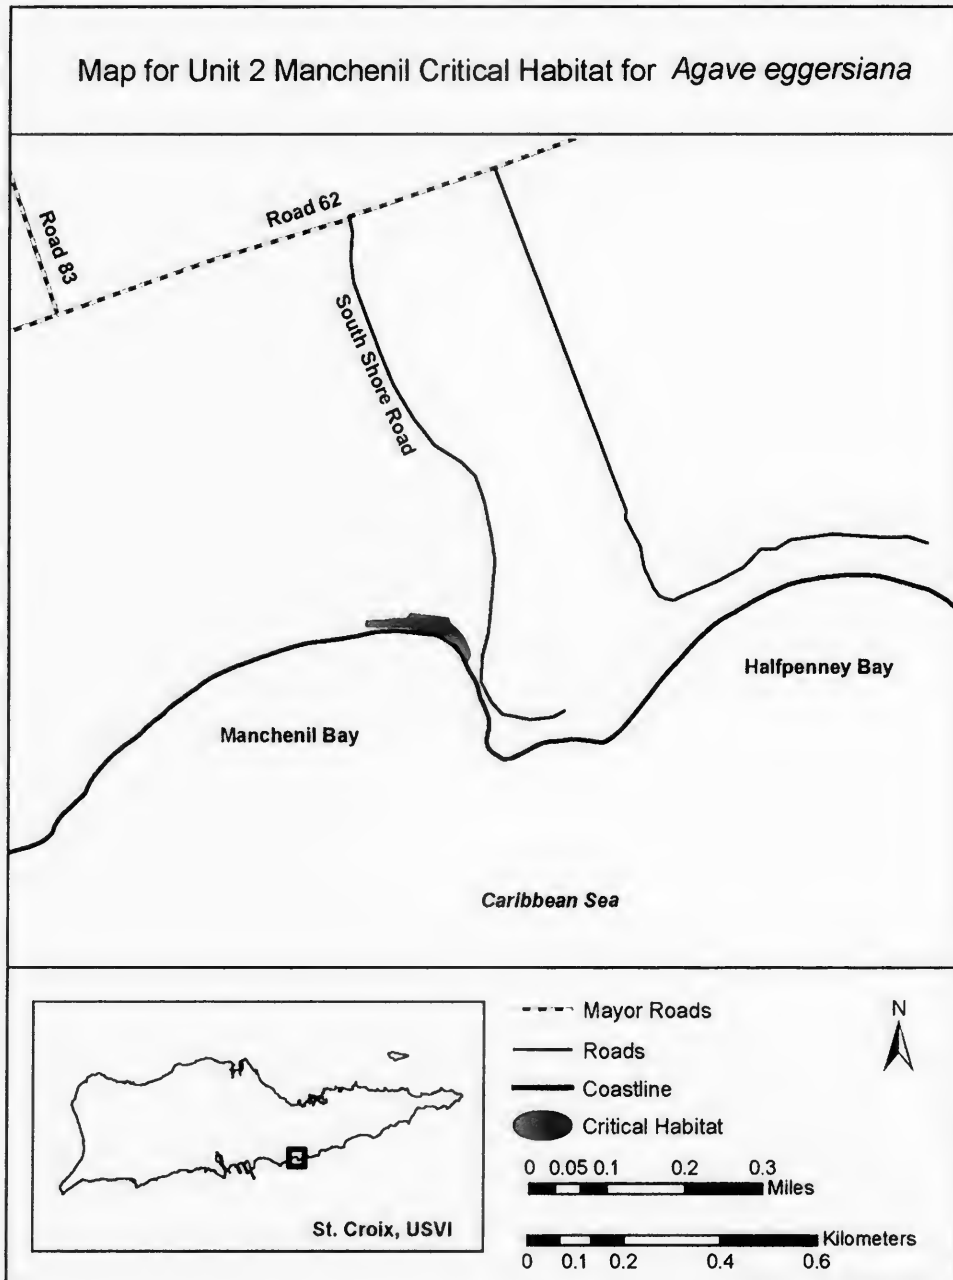 Map for Unit 2 Manchenil Critical Habitat for Agave eggersiana
Road 83
Road 62
South Shore Road
Halfpenney Bay
Manchenil Bay
Caribbean Sea
St. Croix, USVI
Mayor Roads
Roads
Coastline
Critical Habitat
N
0 0.05 0.1 0.2 0.3
Miles
Kilometers
0 0.1 0.2 0.4 0.6